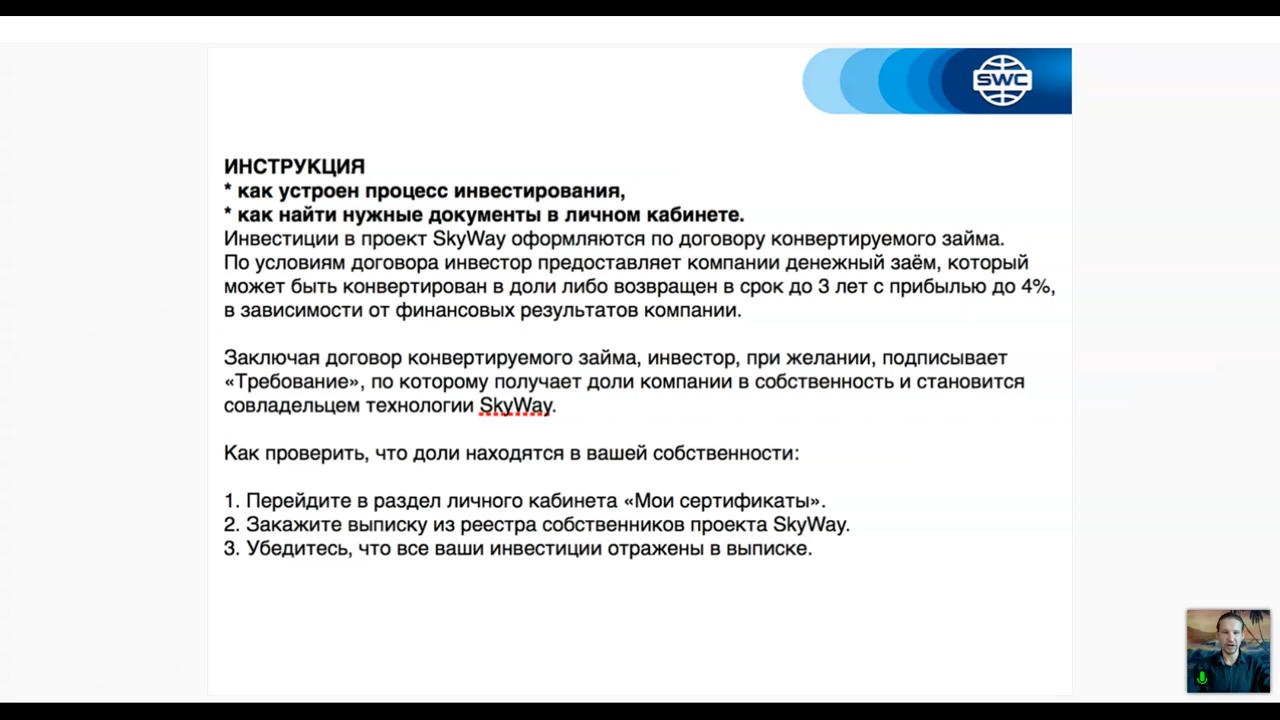 SWC
ИНСТРУКЦИЯ
* как устроен процесс инвестирования,
* как найти нужные документы в личном кабинете.
Инвестиции в проект SkyWay оформляются по договору конвертируемого займа.
По условиям договора инвестор предоставляет компании денежный заём, который
может быть конвертирован в доли либо возвращен в срок до 3 лет с прибылью до 4%,
в зависимости от финансовых результатов компании.
Заключая договор конвертируемого займа, инвестор, при желании, подписывает
«Требование», по которому получает доли компании в собственность и становится
совладельцем технологии SkyWay.
Как проверить, что доли находятся в вашей собственности:
1. Перейдите в раздел личного кабинета «Мои сертификаты».
2. Закажите выписку из реестра собственников проекта SkyWay.
3. Убедитесь, что все ваши инвестиции отражены в выписке.